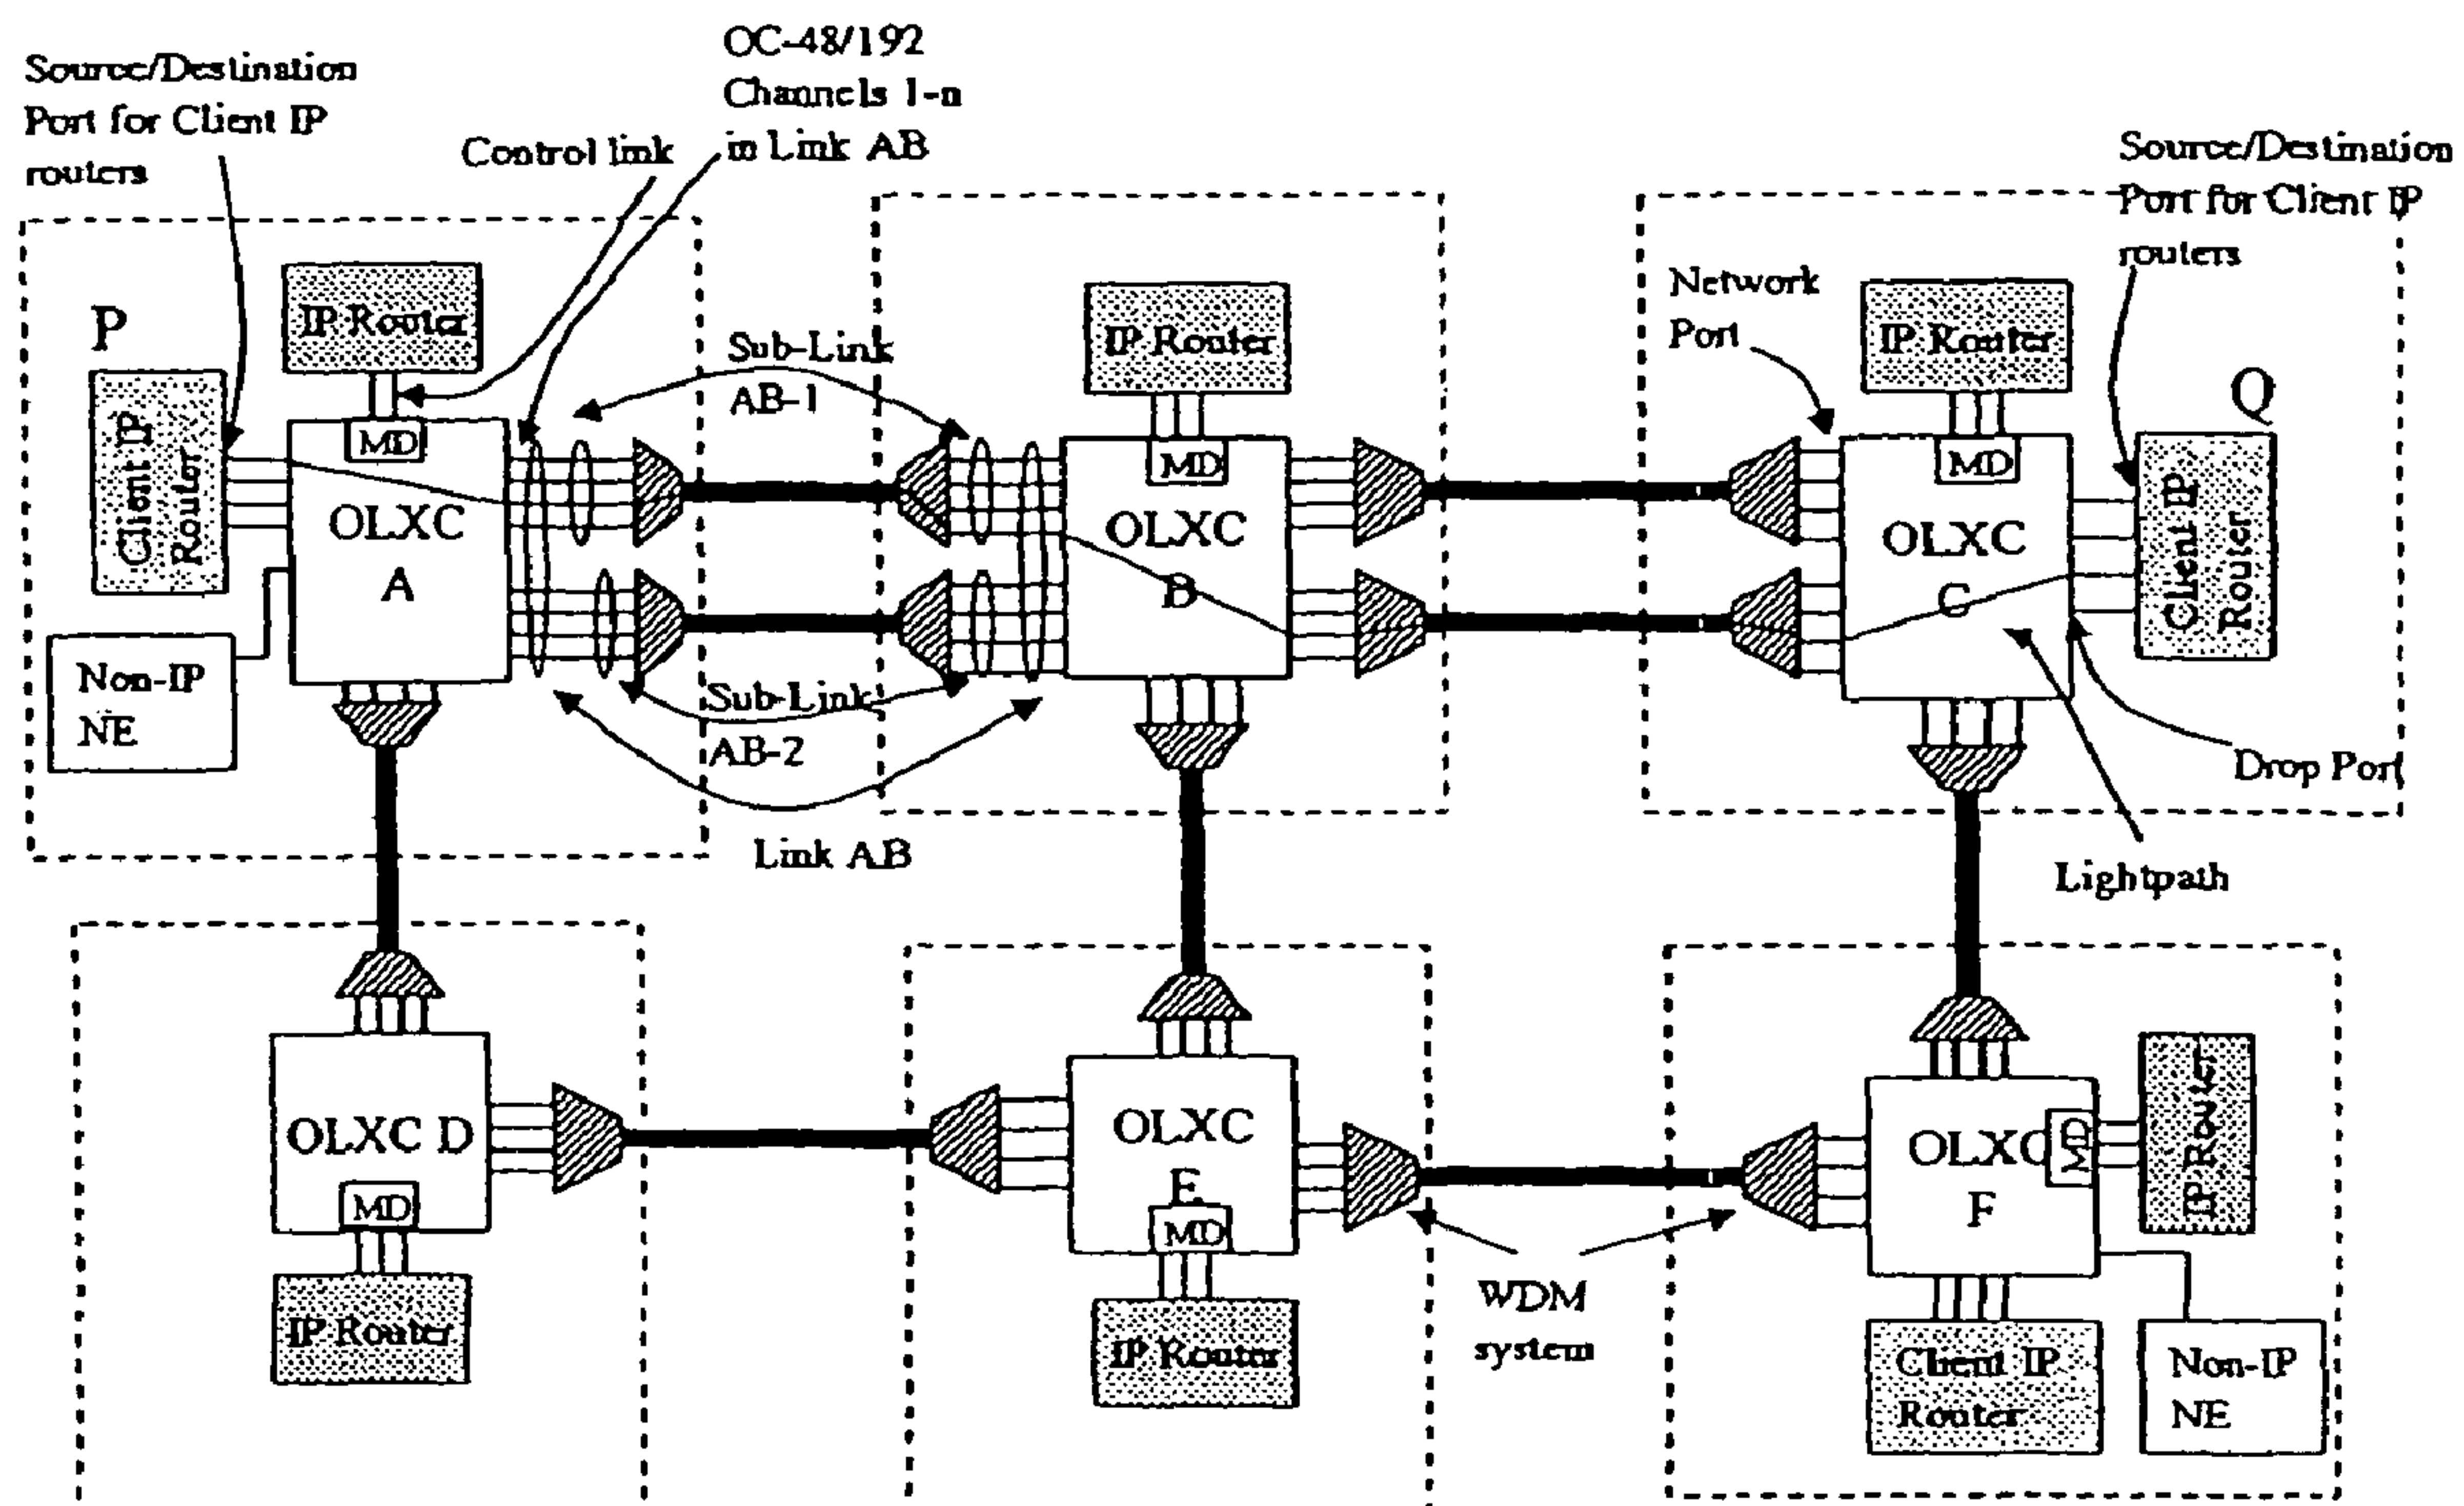 OC-48/192
Channels 1-n
in Link AB
Source/Destination
Port for Client IP
routers
Control link
Source/Destination
Port for Client IP
routers
P
IP Router
Client IP
Router
MD
OLXC
A
Non-IP
NE
Sub-Link
AB-1
Sub-Link
AB-2
Link AB
IP Router
MD
OLXC
B
Network
Port
IP Router
MD
OLXC
C
Q
Client IP
Router
Drop Port
Lightpath
OLXC D
MD
IP Router
OLXC
E
MD
IP Router
WDM
system
OLXC
F
MD
IP Router
Client IP
Router
Non-IP
NE